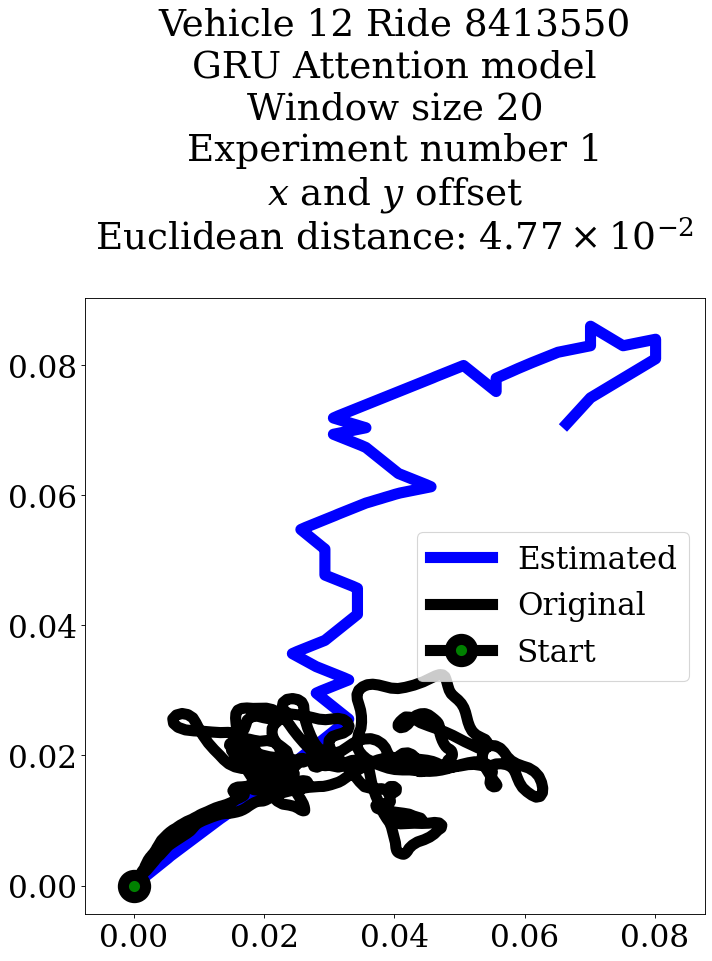 Vehicle 12 Ride 8413550
GRU Attention model
Window size 20
Experiment number 1
x and y offset
Euclidean distance: 4.77 × 10⁻²
0.08
0.06
0.04
0.02
0.00
Estimated
Original
Start
0.00 0.02 0.04 0.06 0.08